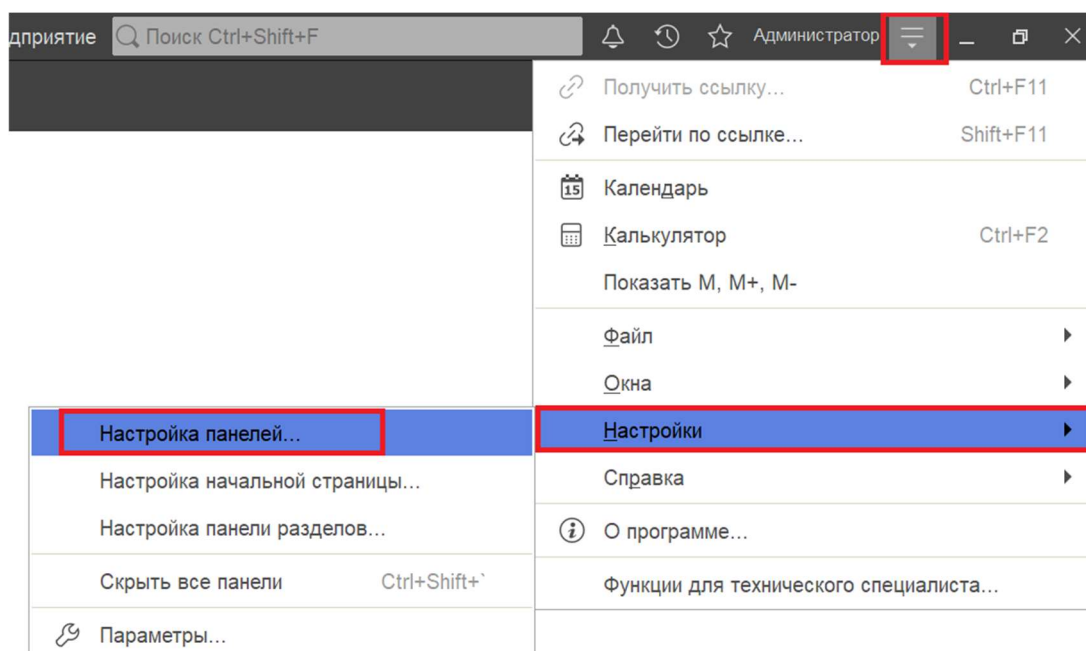 дприятие Поиск Ctrl+Shift+F Администратор
Получить ссылку... Ctrl+F11
Перейти по ссылке... Shift+F11
15 Календарь
Калькулятор Ctrl+F2
Показать M, M+, M-
Файл
Окна
Настройки
Справка
О программе...
Функции для технического специалиста...
Настройка панелей...
Настройка начальной страницы...
Настройка панели разделов...
Скрыть все панели Ctrl+Shift+`
Параметры...